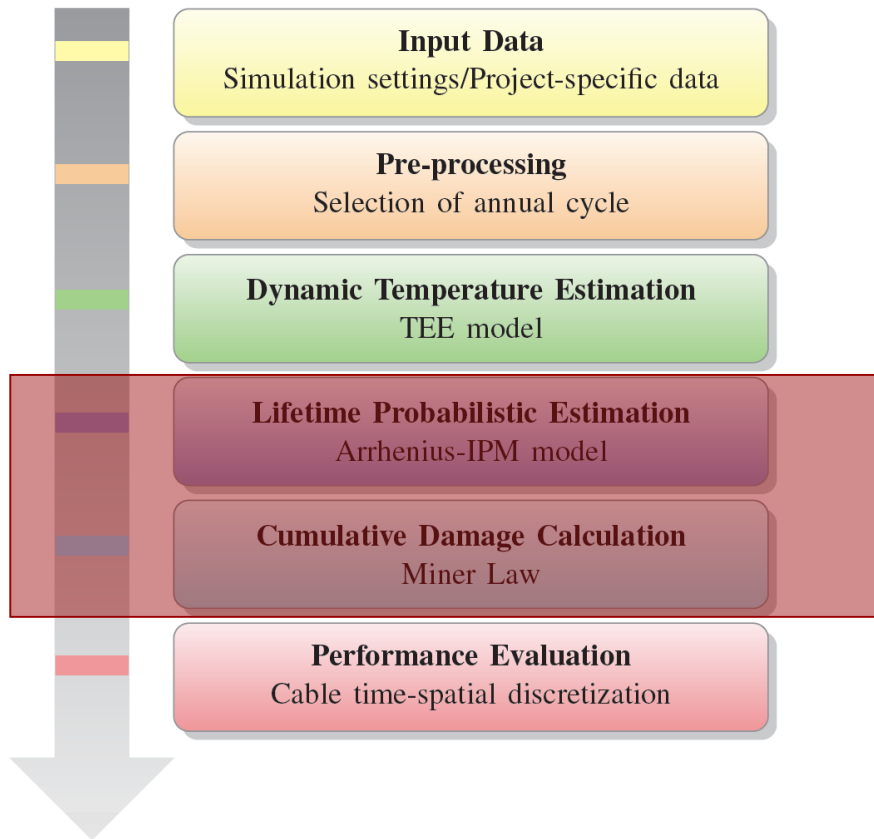 Input Data
Simulation settings/Project-specific data
Pre-processing
Selection of annual cycle
Dynamic Temperature Estimation
TEE model
Lifetime Probabilistic Estimation
Arrhenius-IPM model
Cumulative Damage Calculation
Miner Law
Performance Evaluation
Cable time-spatial discretization